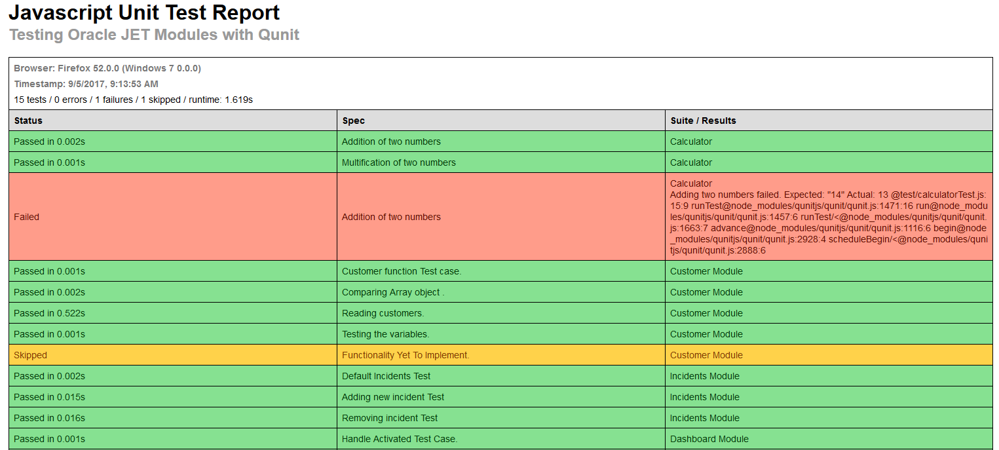 Javascript Unit Test Report
Testing Oracle JET Modules with Qunit
Browser: Firefox 52.0.0 (Windows 7 0.0.0)
Timestamp: 9/5/2017, 9:13:53 AM
15 tests / 0 errors / 1 failures / 1 skipped / runtime: 1.619s
Status Spec Suite / Results
Passed in 0.002s Addition of two numbers Calculator
Passed in 0.001s Multification of two numbers Calculator
Failed Addition of two numbers Calculator
Adding two numbers failed. Expected: "14" Actual: 13 @test/calculatorTest.js:
15:9 runTest@node_modules/qunitjs/qunit/qunit.js:1471:16 run@node_modu
les/qunitjs/qunit/qunit.js:1457:6 runTest/<@node_modules/qunitjs/qunit/qunit.
js:1663:7 advance@node_modules/qunitjs/qunit/qunit.js:1116:6 begin@node
_modules/qunitjs/qunit/qunit.js:2928:4 scheduleBegin/<@node_modules/quni
tjs/qunit/qunit.js:2888:6
Passed in 0.001s Customer function Test case. Customer Module
Passed in 0.002s Comparing Array object . Customer Module
Passed in 0.522s Reading customers. Customer Module
Passed in 0.001s Testing the variables. Customer Module
Skipped Functionality Yet To Implement. Customer Module
Passed in 0.002s Default Incidents Test Incidents Module
Passed in 0.015s Adding new incident Test Incidents Module
Passed in 0.016s Removing incident Test Incidents Module
Passed in 0.001s Handle Activated Test Case. Dashboard Module